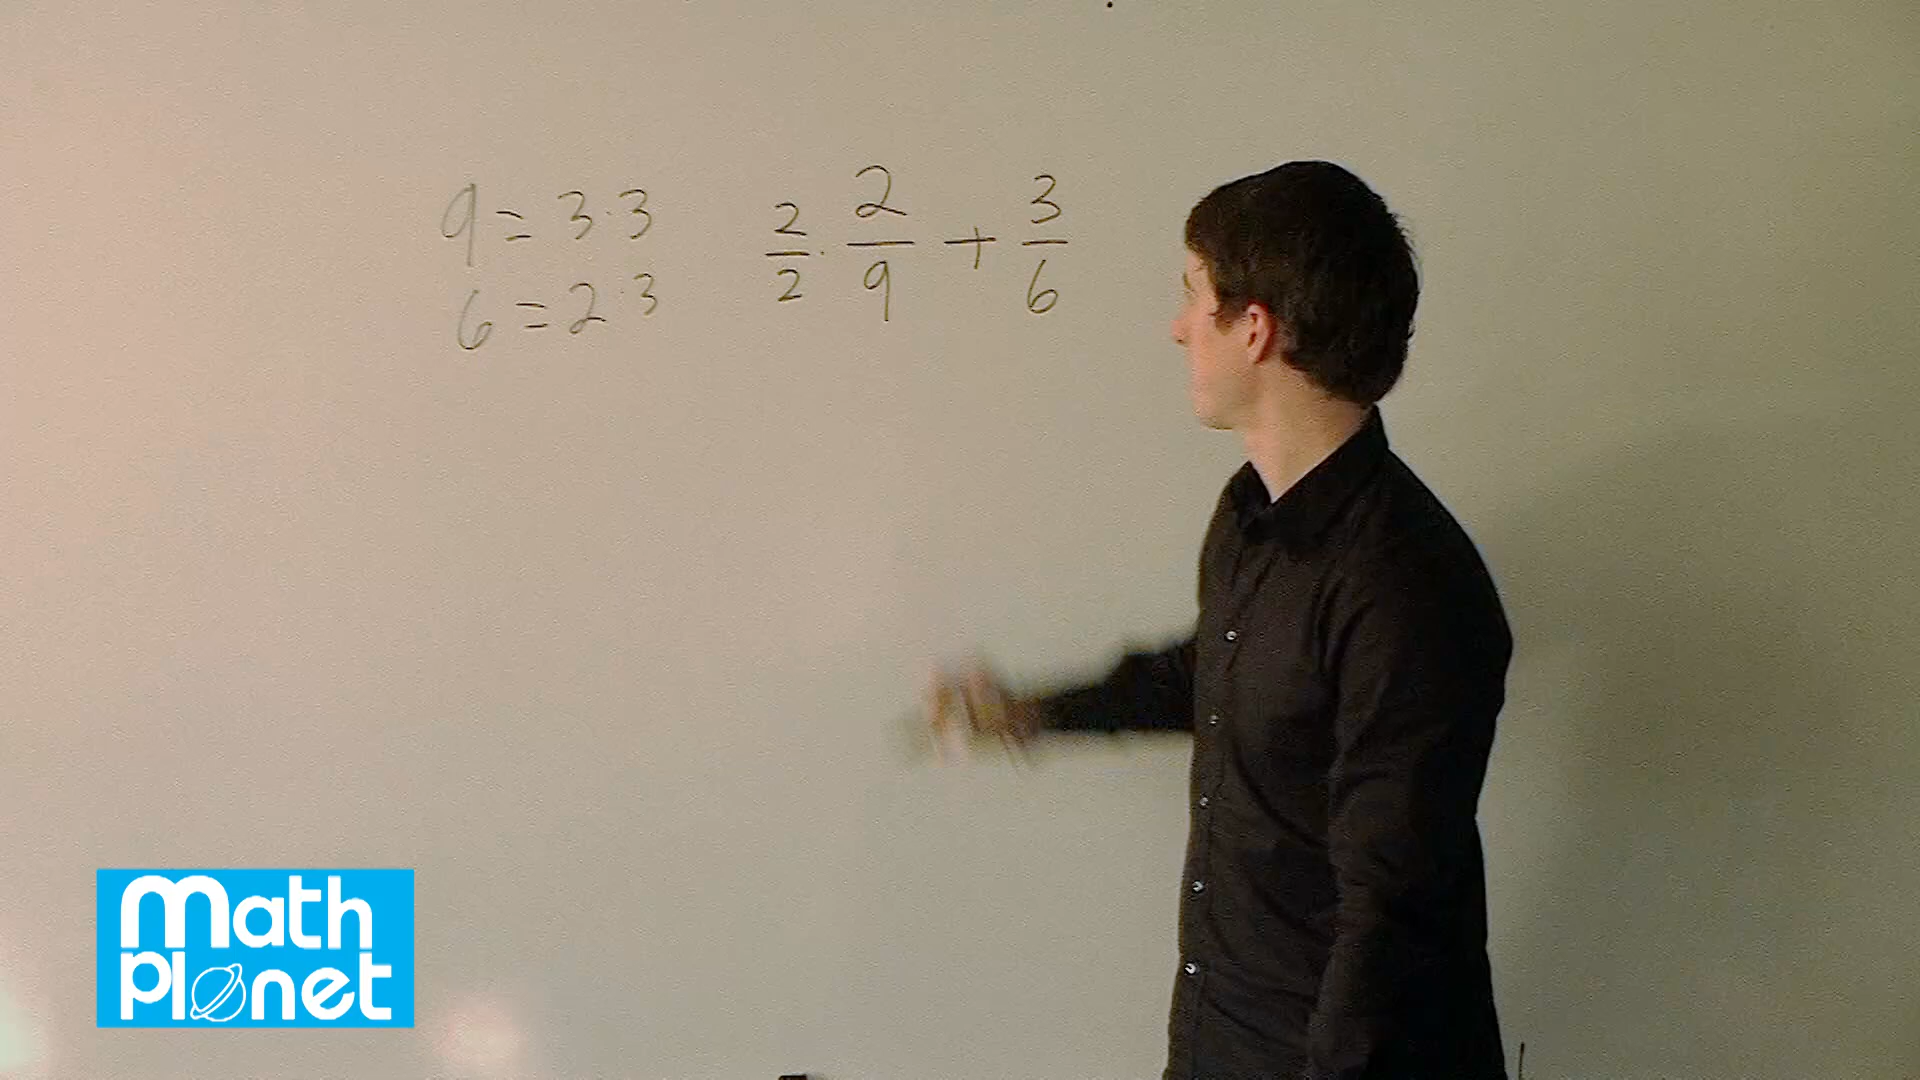 9 = 3·3
6 = 2·3
2/2 · 2/9 + 3/6
math
planet